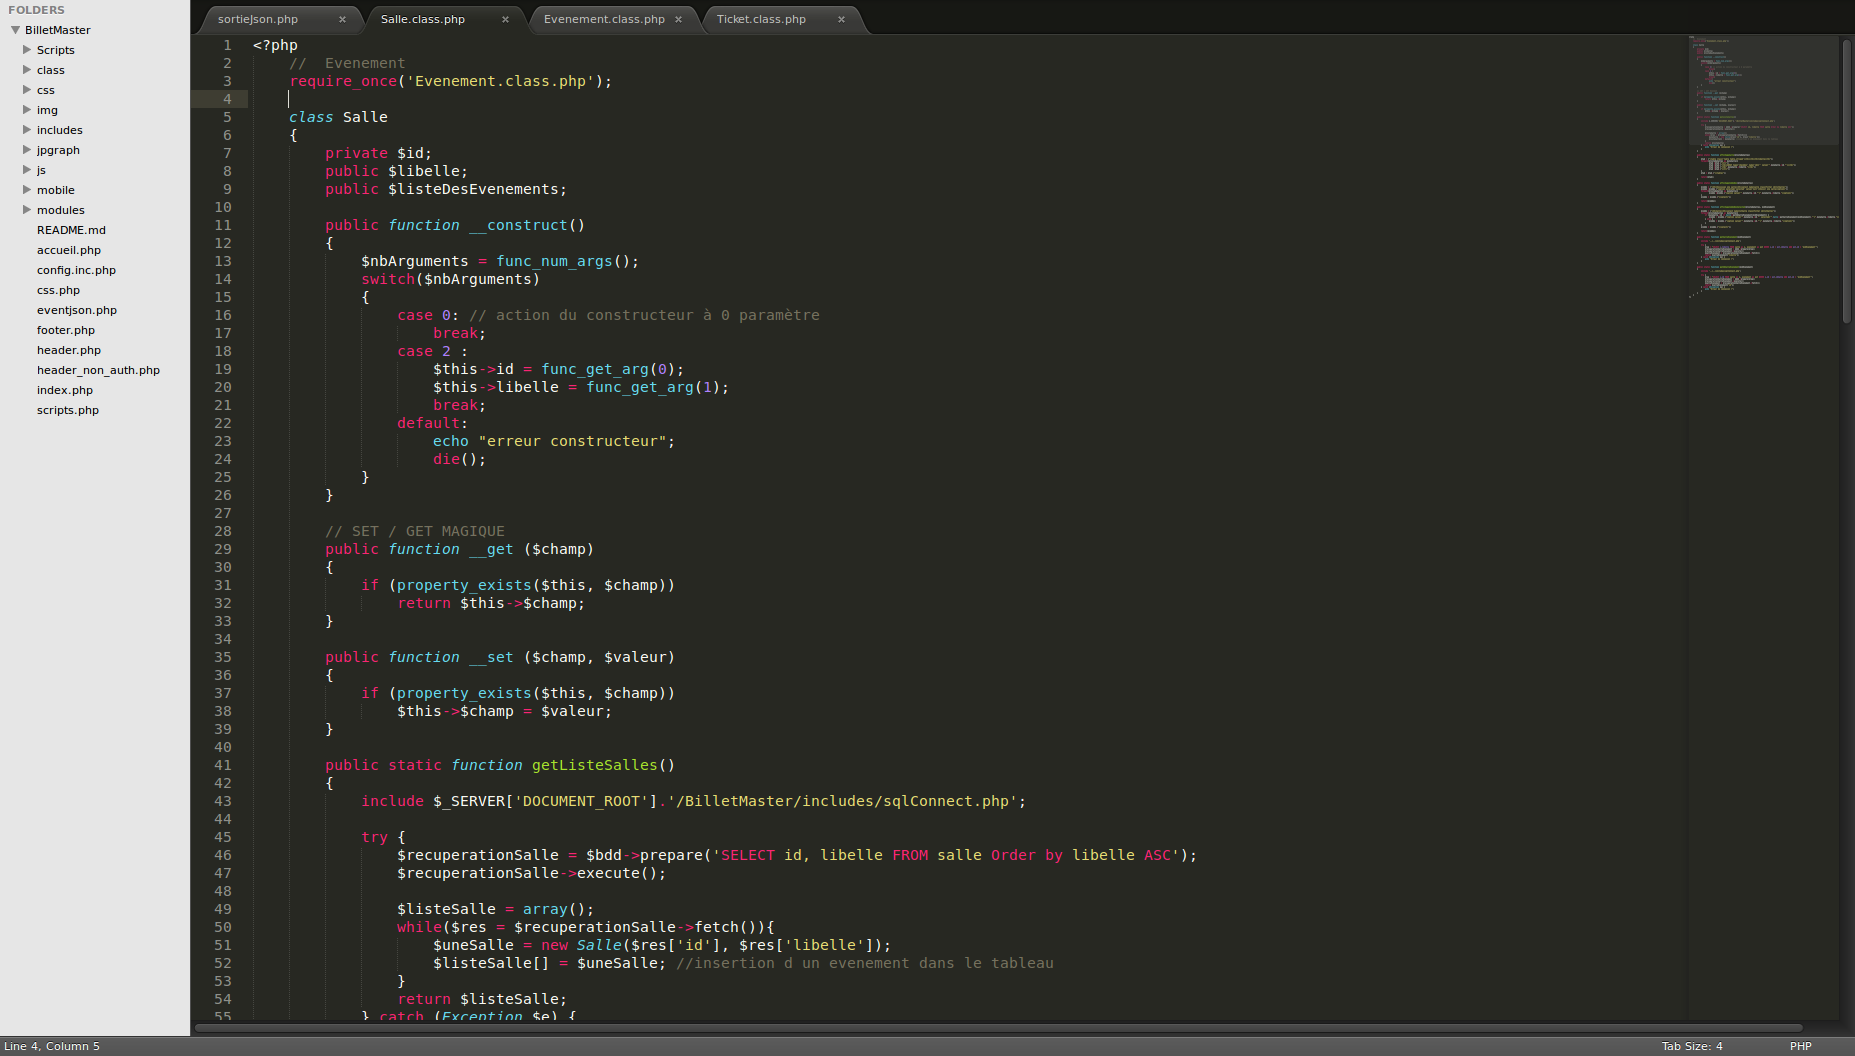 FOLDERS
BilletMaster
Scripts
class
css
img
includes
jpgraph
js
mobile
modules
README.md
accueil.php
config.inc.php
css.php
eventjson.php
footer.php
header.php
header_non_auth.php
index.php
scripts.php
sortieJson.php × Salle.class.php × Evenement.class.php × Ticket.class.php ×
1 <?php
2     //  Evenement
3     require_once('Evenement.class.php');
4
5     class Salle
6     {
7         private $id;
8         public $libelle;
9         public $listeDesEvenements;
10
11         public function __construct()
12         {
13             $nbArguments = func_num_args();
14             switch($nbArguments)
15             {
16                 case 0: // action du constructeur à 0 paramètre
17                     break;
18                 case 2 :
19                     $this->id = func_get_arg(0);
20                     $this->libelle = func_get_arg(1);
21                     break;
22                 default:
23                     echo "erreur constructeur";
24                     die();
25             }
26         }
27
28         // SET / GET MAGIQUE
29         public function __get ($champ)
30         {
31             if (property_exists($this, $champ))
32                 return $this->$champ;
33         }
34
35         public function __set ($champ, $valeur)
36         {
37             if (property_exists($this, $champ))
38                 $this->$champ = $valeur;
39         }
40
41         public static function getListeSalles()
42         {
43             include $_SERVER['DOCUMENT_ROOT'].'/BilletMaster/includes/sqlConnect.php';
44
45             try {
46                 $recuperationSalle = $bdd->prepare('SELECT id, libelle FROM salle Order by libelle ASC');
47                 $recuperationSalle->execute();
48
49                 $listeSalle = array();
50                 while($res = $recuperationSalle->fetch()){
51                     $uneSalle = new Salle($res['id'], $res['libelle']);
52                     $listeSalle[] = $uneSalle; //insertion d un evenement dans le tableau
53                 }
54                 return $listeSalle;
55             } catch (Exception $e) {
Line 4, Column 5 Tab Size: 4 PHP